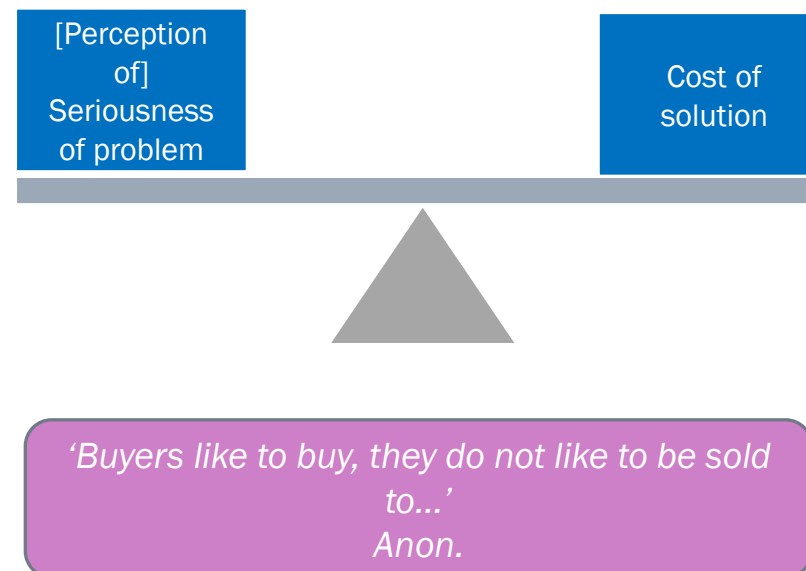 [Perception
of]
Seriousness
of problem
Cost of
solution
‘Buyers like to buy, they do not like to be sold
to…’
Anon.